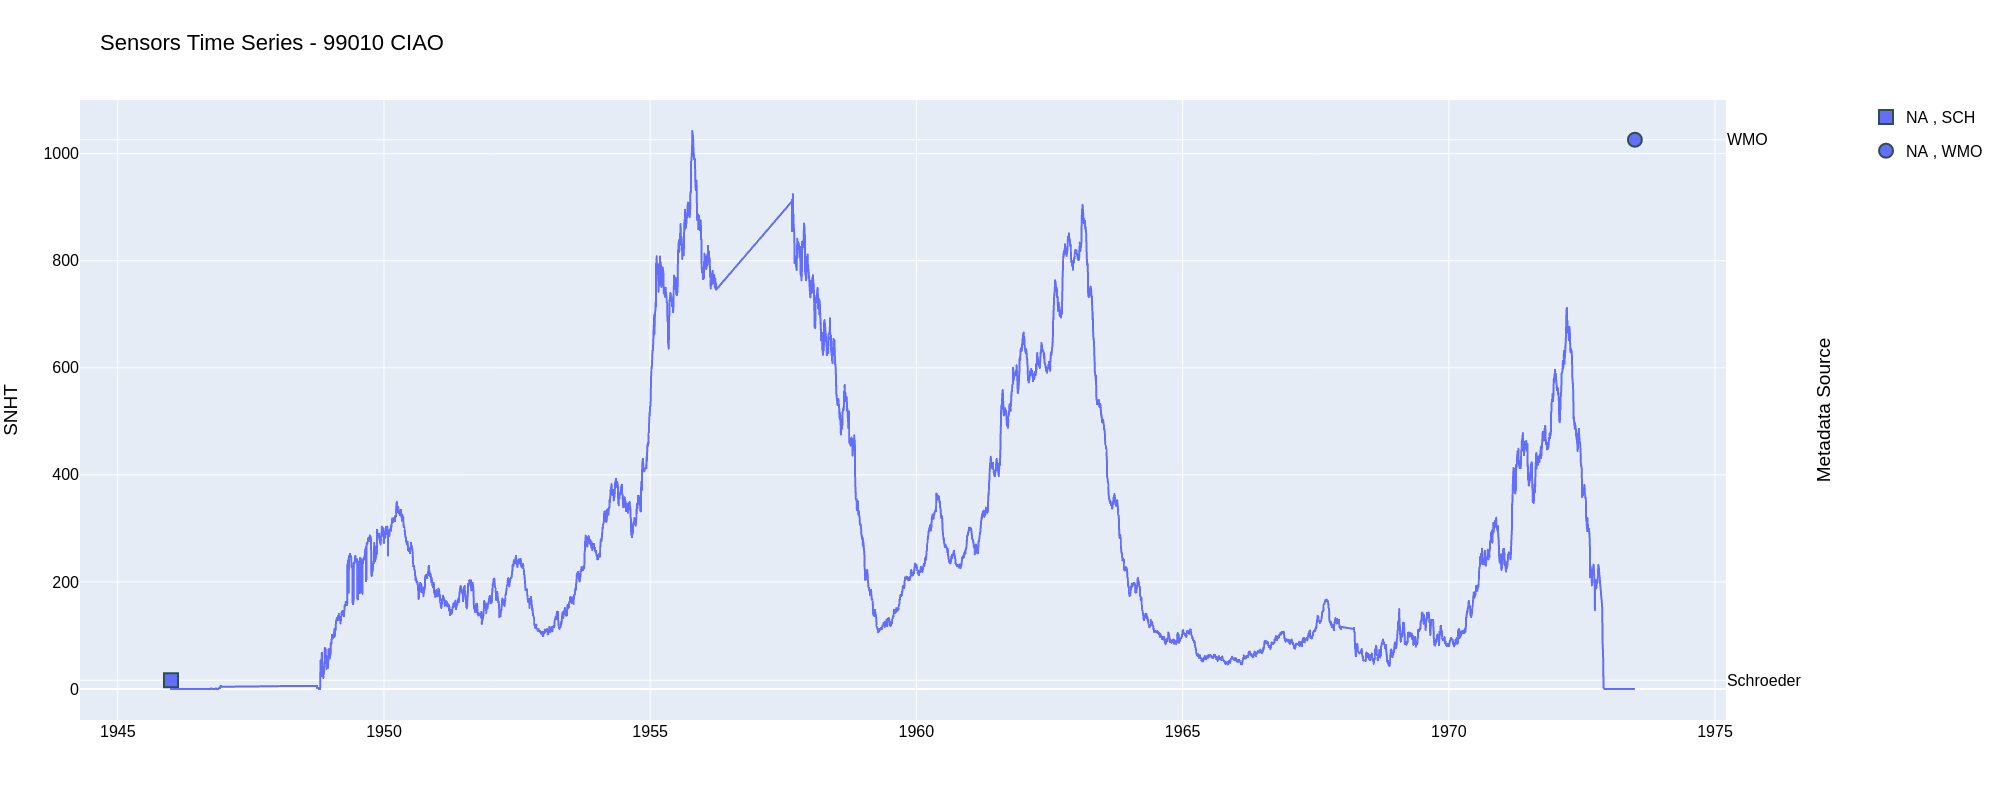 Sensors Time Series - 99010 CIAO
NA , SCH
NA , WMO
WMO
Schroeder
Metadata Source
SNHT
1000
800
600
400
200
0
1945
1950
1955
1960
1965
1970
1975